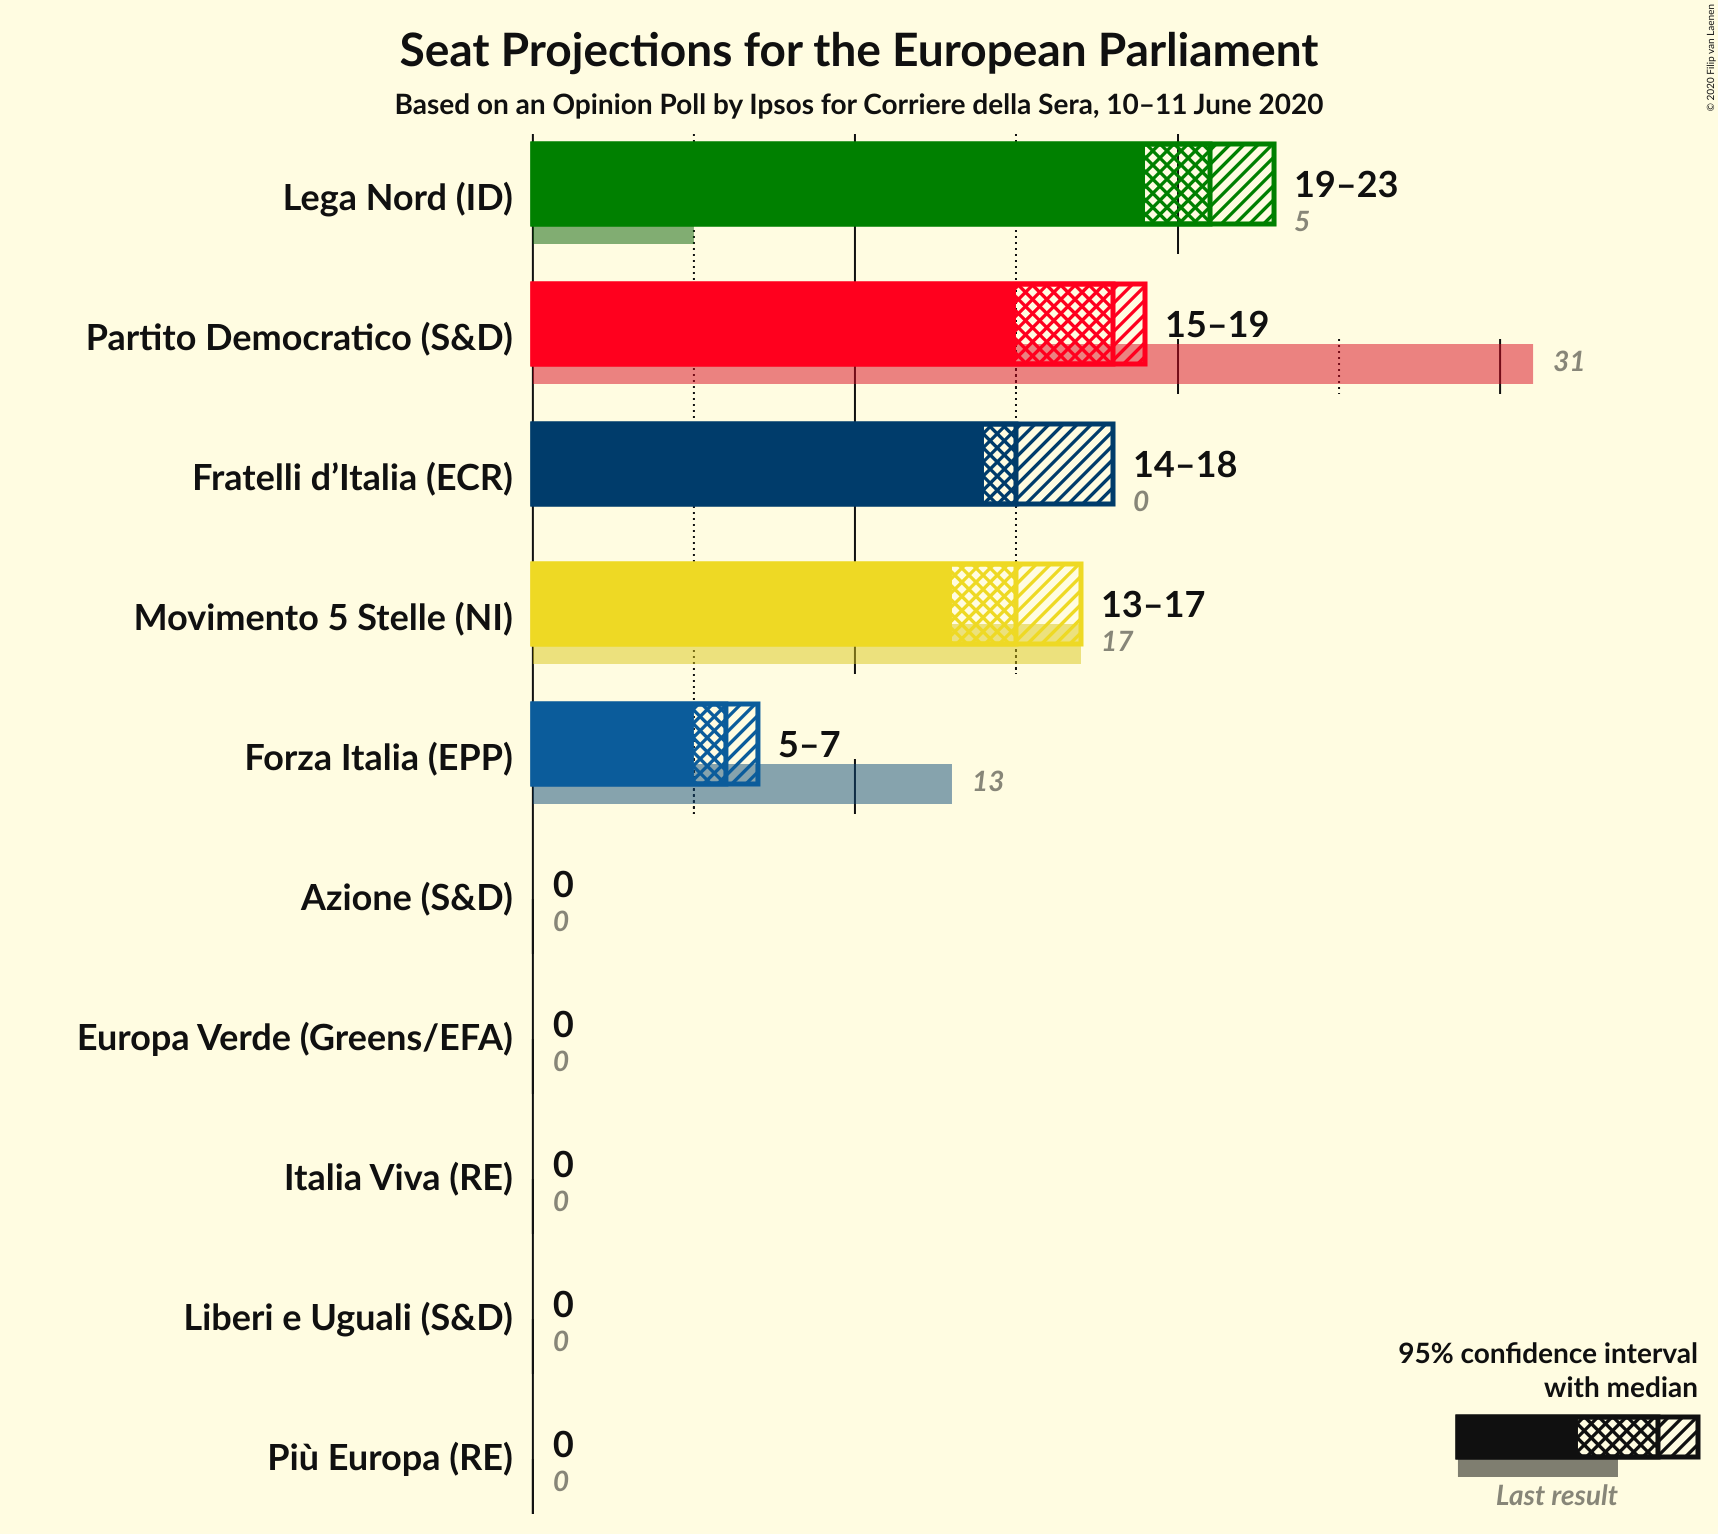 Seat Projections for the European Parliament
Based on an Opinion Poll by Ipsos for Corriere della Sera, 10–11 June 2020
© 2020 Filip van Laenen
Lega Nord (ID)
19–23
5
Partito Democratico (S&D)
15–19
31
Fratelli d’Italia (ECR)
14–18
0
Movimento 5 Stelle (NI)
13–17
17
Forza Italia (EPP)
5–7
13
Azione (S&D)
0
0
Europa Verde (Greens/EFA)
0
0
Italia Viva (RE)
0
0
Liberi e Uguali (S&D)
0
0
Più Europa (RE)
0
0
95% confidence interval
with median
Last result